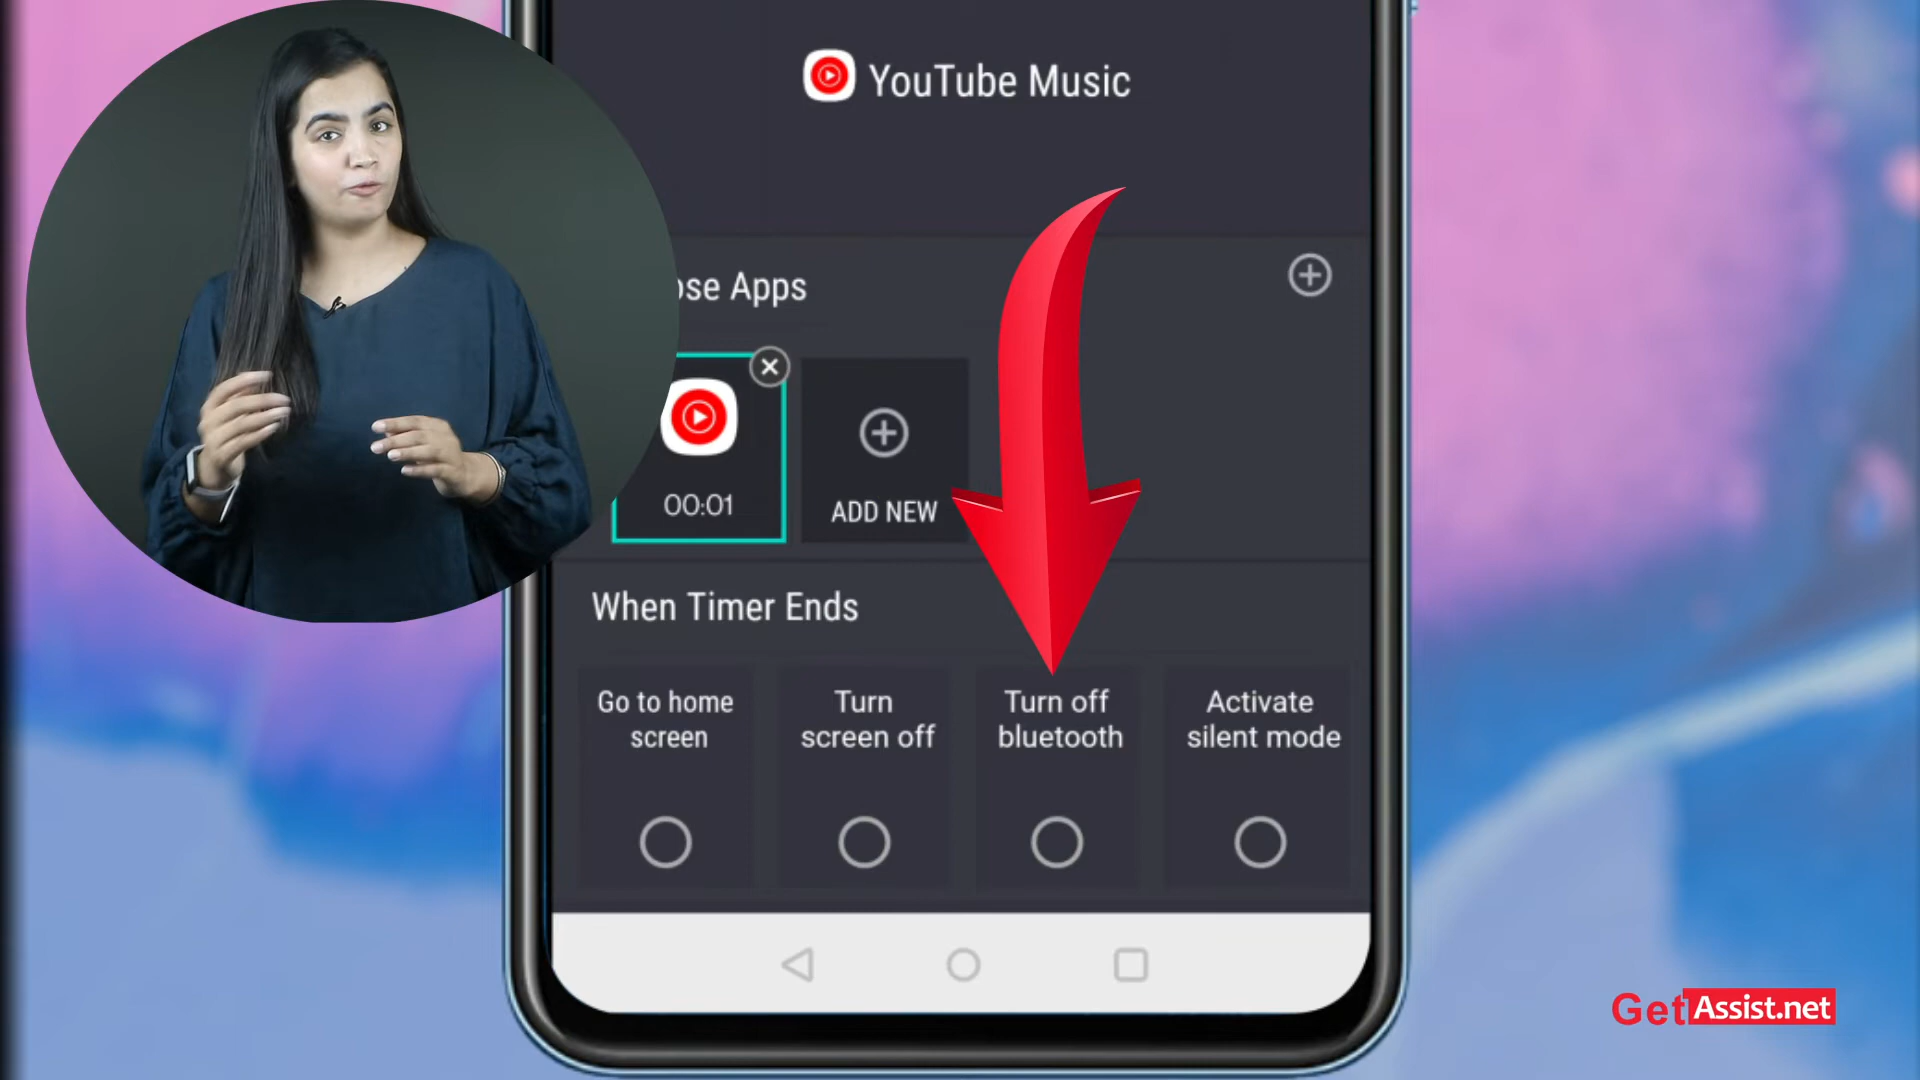 YouTube Music
ose Apps
00:01
ADD NEW
When Timer Ends
Go to home
screen
Turn
screen off
Turn off
bluetooth
Activate
silent mode
GetAssist.net